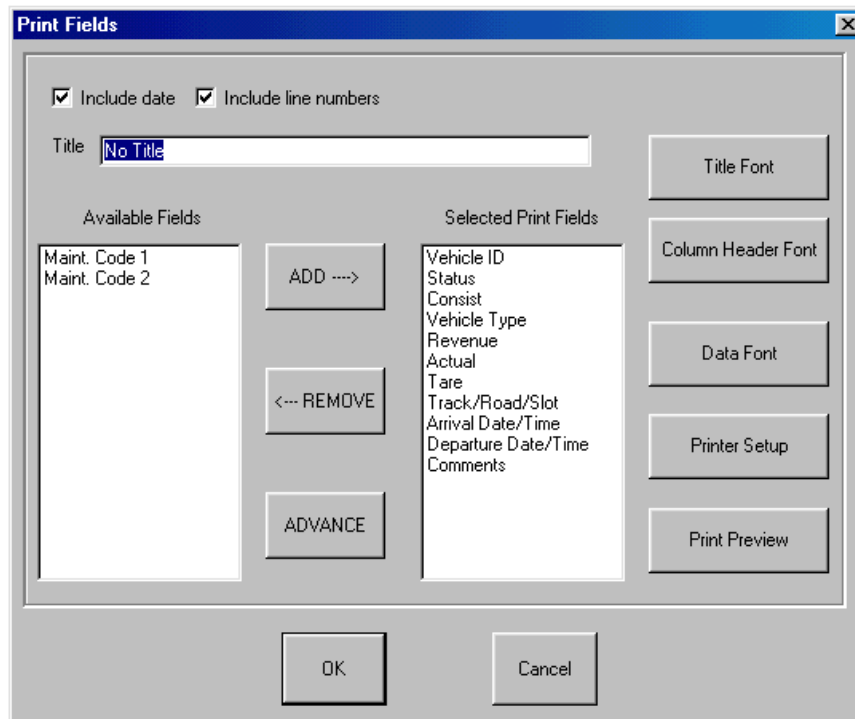 Print Fields
Include date
Include line numbers
Title
No Title
Title Font
Available Fields
Selected Print Fields
Column Header Font
Maint. Code 1
Maint. Code 2
ADD ---->
<--- REMOVE
ADVANCE
Vehicle ID
Status
Consist
Vehicle Type
Revenue
Actual
Tare
Track/Road/Slot
Arrival Date/Time
Departure Date/Time
Comments
Data Font
Printer Setup
Print Preview
OK
Cancel